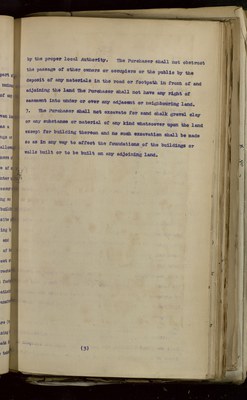 by the proper local Authority. The Purchaser shall not obstruct
the passage of other owners or occupiers or the public by the
deposit of any materials in the road or footpath in front of and
adjoining the land The Purchaser shall not have any right of
easement into under or over any adjacent or neighbouring land.
7. The Purchaser shall not excavate for sand chalk gravel clay
or any substance or material of any kind whatsoever upon the land
except for building thereon and no such excavation shall be made
so as in any way to affect the foundations of the buildings or
walls built or to be built on any adjoining land.
(3)